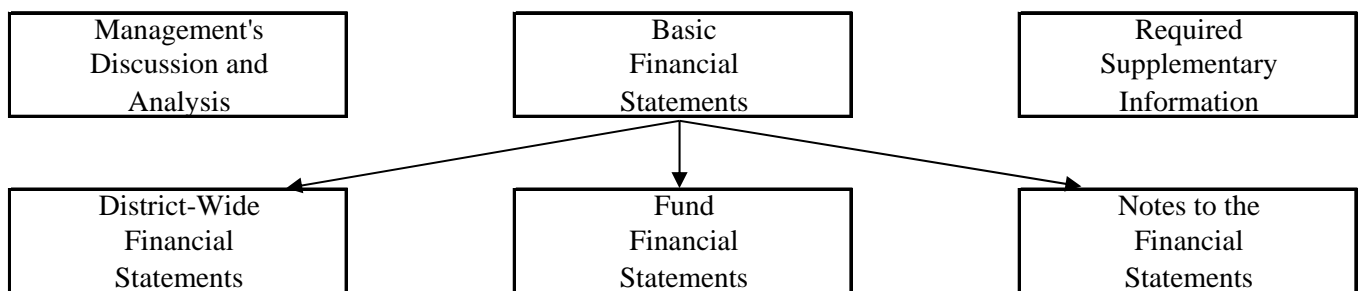 Management's
Discussion and
Analysis
Basic
Financial
Statements
Required
Supplementary
Information
District-Wide
Financial
Statements
Fund
Financial
Statements
Notes to the
Financial
Statements